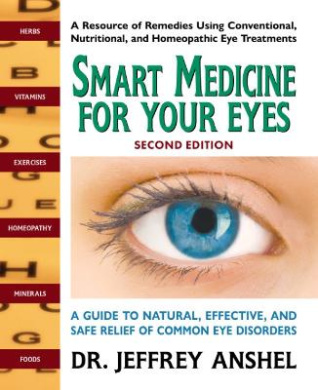 A Resource of Remedies Using Conventional,
Nutritional, and Homeopathic Eye Treatments
SMART MEDICINE
FOR YOUR EYES
SECOND EDITION
HERBS
VITAMINS
EXERCISES
HOMEOPATHY
MINERALS
FOODS
A GUIDE TO NATURAL, EFFECTIVE, AND
SAFE RELIEF OF COMMON EYE DISORDERS
DR. JEFFREY ANSHEL